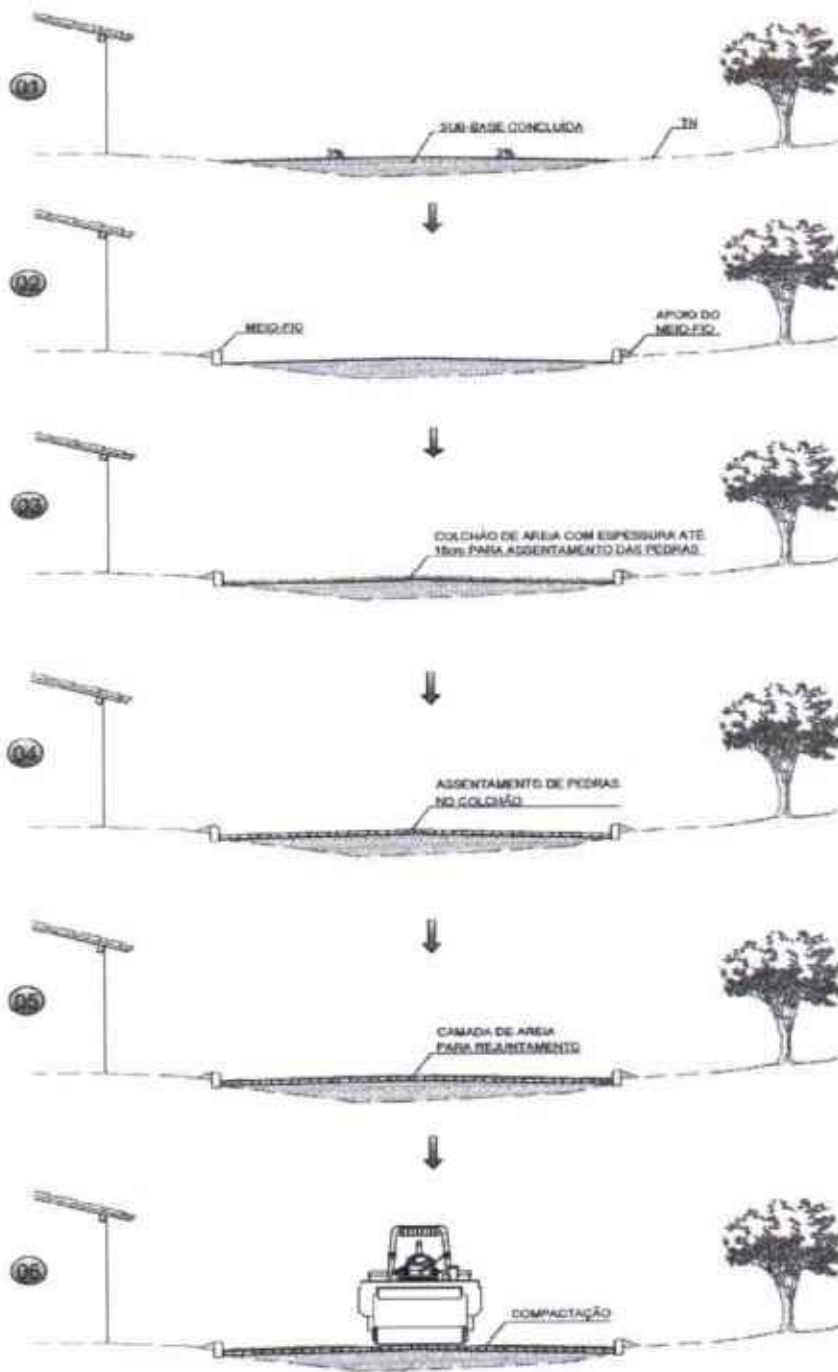 01
SUB-BASE CONCLUÍDA
TN
3%
3%
02
MEIO-FIO
APOIO DO
MEIO-FIO
03
COLCHÃO DE AREIA COM ESPESSURA ATÉ
15cm PARA ASSENTAMENTO DAS PEDRAS
04
ASSENTAMENTO DE PEDRAS
NO COLCHÃO
05
CAMADA DE AREIA
PARA REJUNTAMENTO
06
COMPACTAÇÃO